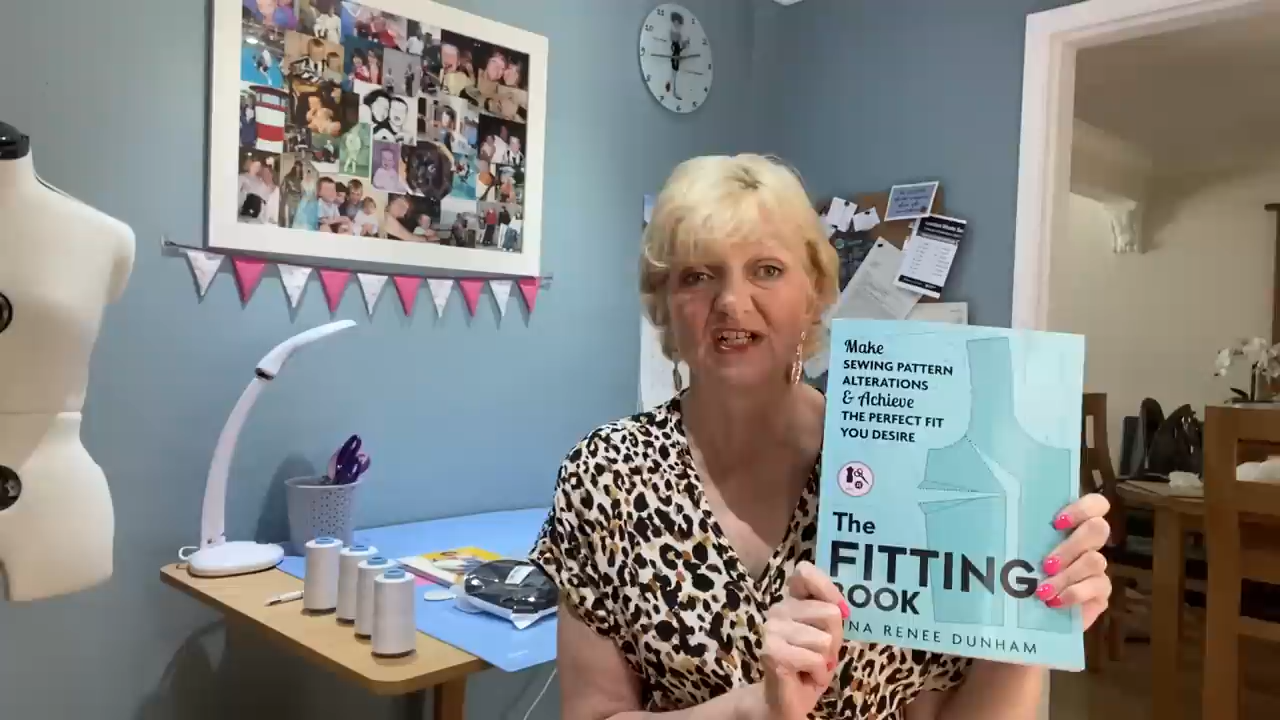 Make
SEWING PATTERN
ALTERATIONS
& Achieve
THE PERFECT FIT
YOU DESIRE
The
FITTING
BOOK
RENEE DUNHAM